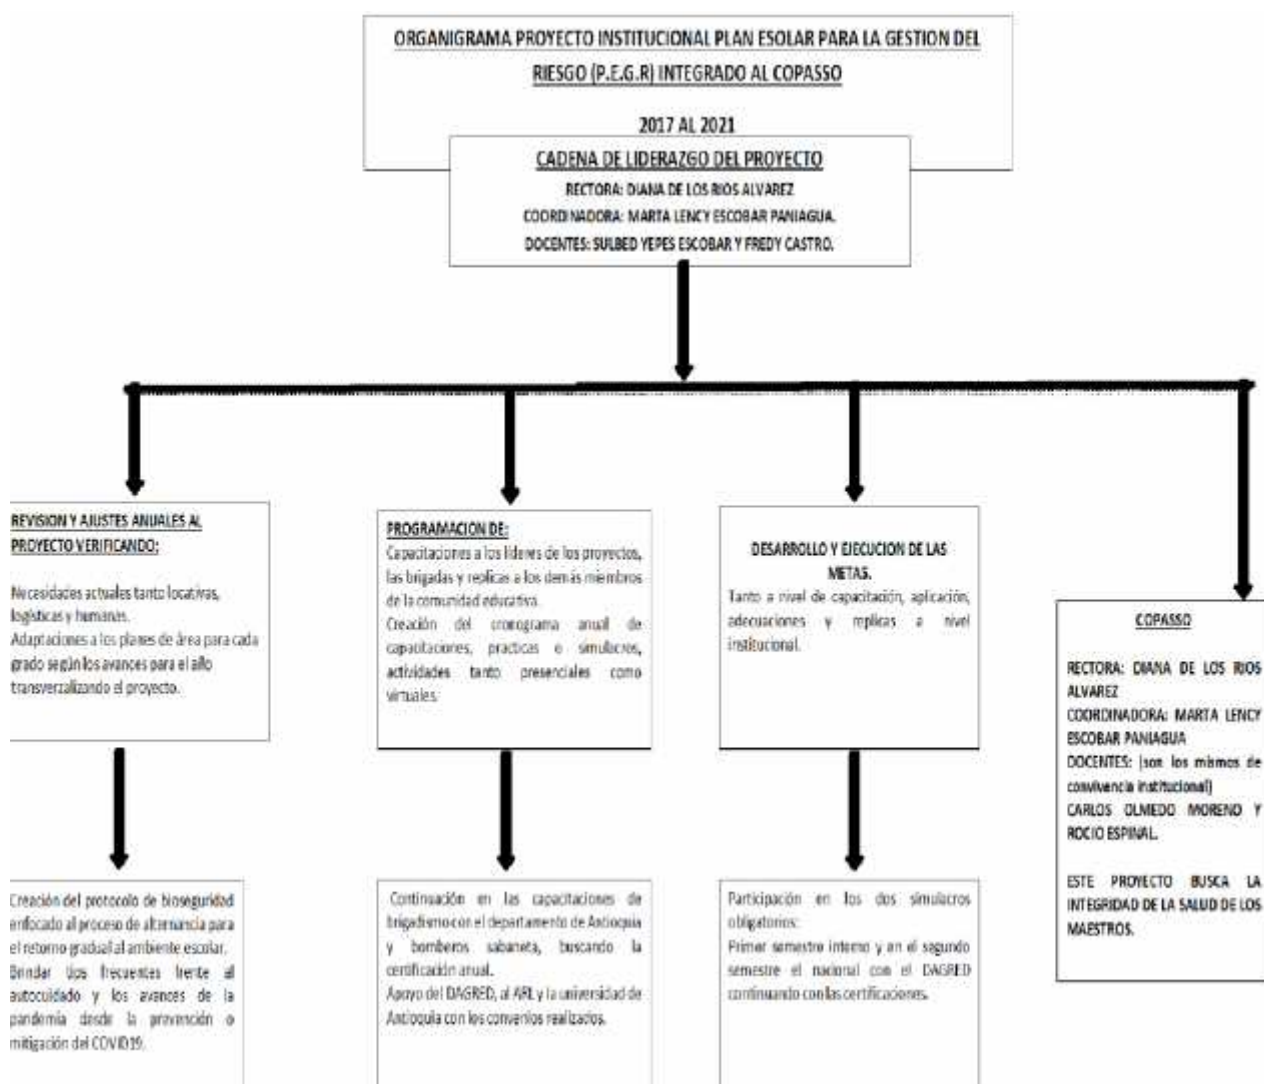 ORGANIGRAMA PROYECTO INSTITUCIONAL PLAN ESOLAR PARA LA GESTION DEL
RIESGO (P.E.G.R) INTEGRADO AL COPASSO
2017 AL 2021
CADENA DE LIDERAZGO DEL PROYECTO
RECTORA: DIANA DE LOS RIOS ALVAREZ
COORDINADORA: MARTA LENCY ESCOBAR PANIAGUA.
DOCENTES: SULBED YEPES ESCOBAR Y FREDY CASTRO.
REVISION Y AJUSTES ANUALES AL
PROYECTO VERIFICANDO:
Necesidades actuales tanto locativas,
logísticas y humanas.
Adaptaciones a los planes de área para cada
grado según los avances para el año
transverzalizando el proyecto.
Creación del protocolo de bioseguridad
enfocado al proceso de alternancia para
el retorno gradual al ambiente escolar.
Brindar tips frecuentes frente al
autocuidado y los avances de la
pandemia desde la prevención o
mitigación del COVID19.
PROGRAMACION DE:
Capacitaciones a los líderes de los proyectos,
las brigadas y replicas a los demás miembros
de la comunidad educativa.
Creación del cronograma anual de
capacitaciones, practicas o simulacros,
actividades tanto presenciales como
virtuales.
Continuación en las capacitaciones de
brigadismo con el departamento de Antioquia
y bomberos sabaneta, buscando la
certificación anual.
Apoyo del DAGRED, al ARL y la universidad de
Antioquia con los convenios realizados.
DESARROLLO Y EJECUCION DE LAS
METAS.
Tanto a nivel de capacitación, aplicación,
adecuaciones y replicas a nivel
institucional.
Participación en los dos simulacros
obligatorios:
Primer semestre interno y en el segundo
semestre el nacional con el DAGRED
continuando con las certificaciones.
COPASSO
RECTORA: DIANA DE LOS RIOS
ALVAREZ
COORDINADORA: MARTA LENCY
ESCOBAR PANIAGUA
DOCENTES: (son los mismos de
convivencia institucional)
CARLOS OLMEDO MORENO Y
ROCIO ESPINAL.
ESTE PROYECTO BUSCA LA
INTEGRIDAD DE LA SALUD DE LOS
MAESTROS.